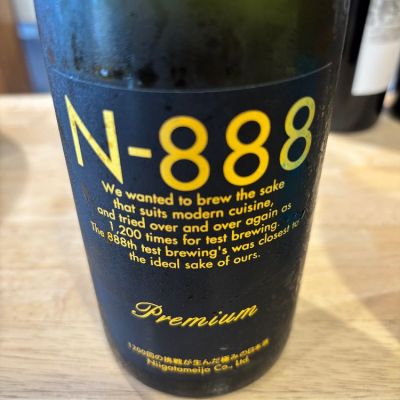 N-888
We wanted to brew the sake
that suits modern cuisine,
and tried over and over again as
1,200 times for test brewing.
The 888th test brewing's was closest to
the ideal sake of ours.
Premium
1200回の挑戦が生んだ極みの日本酒
Niigatameijo Co., Ltd.